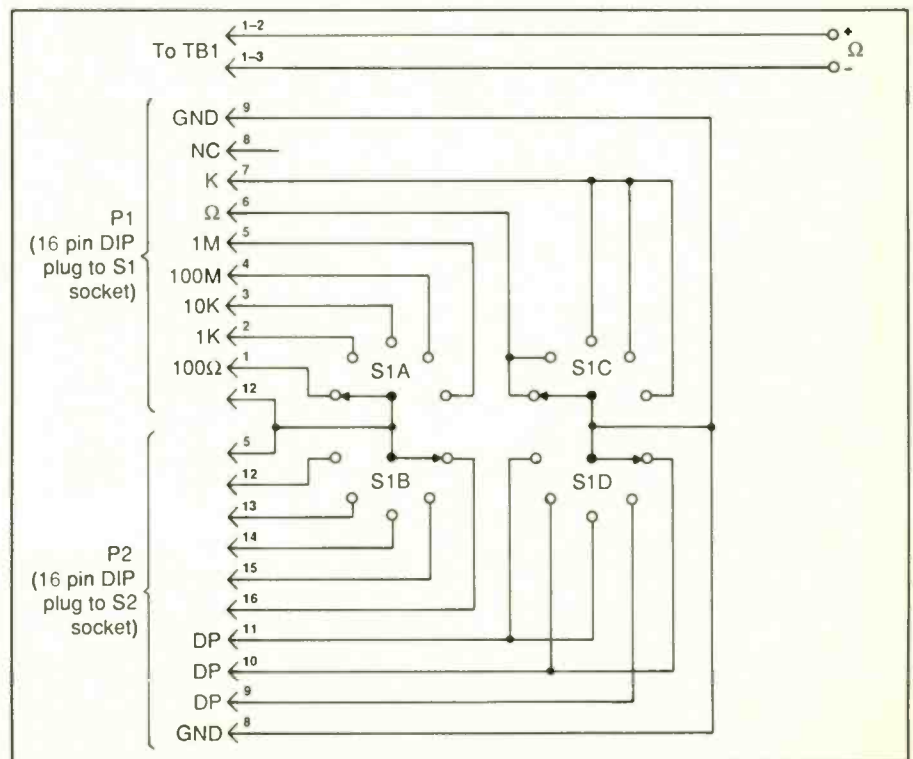 1-2
To TB1
1-3
+
Ω
-
GND 9
NC 8
K 7
Ω 6
1M 5
100M 4
10K 3
1K 2
100Ω 1
12
P1
(16 pin DIP
plug to S1
socket)
S1A
S1C
5
12
13
14
15
16
DP 11
DP 10
DP 9
GND 8
P2
(16 pin DIP
plug to S2
socket)
S1B
S1D